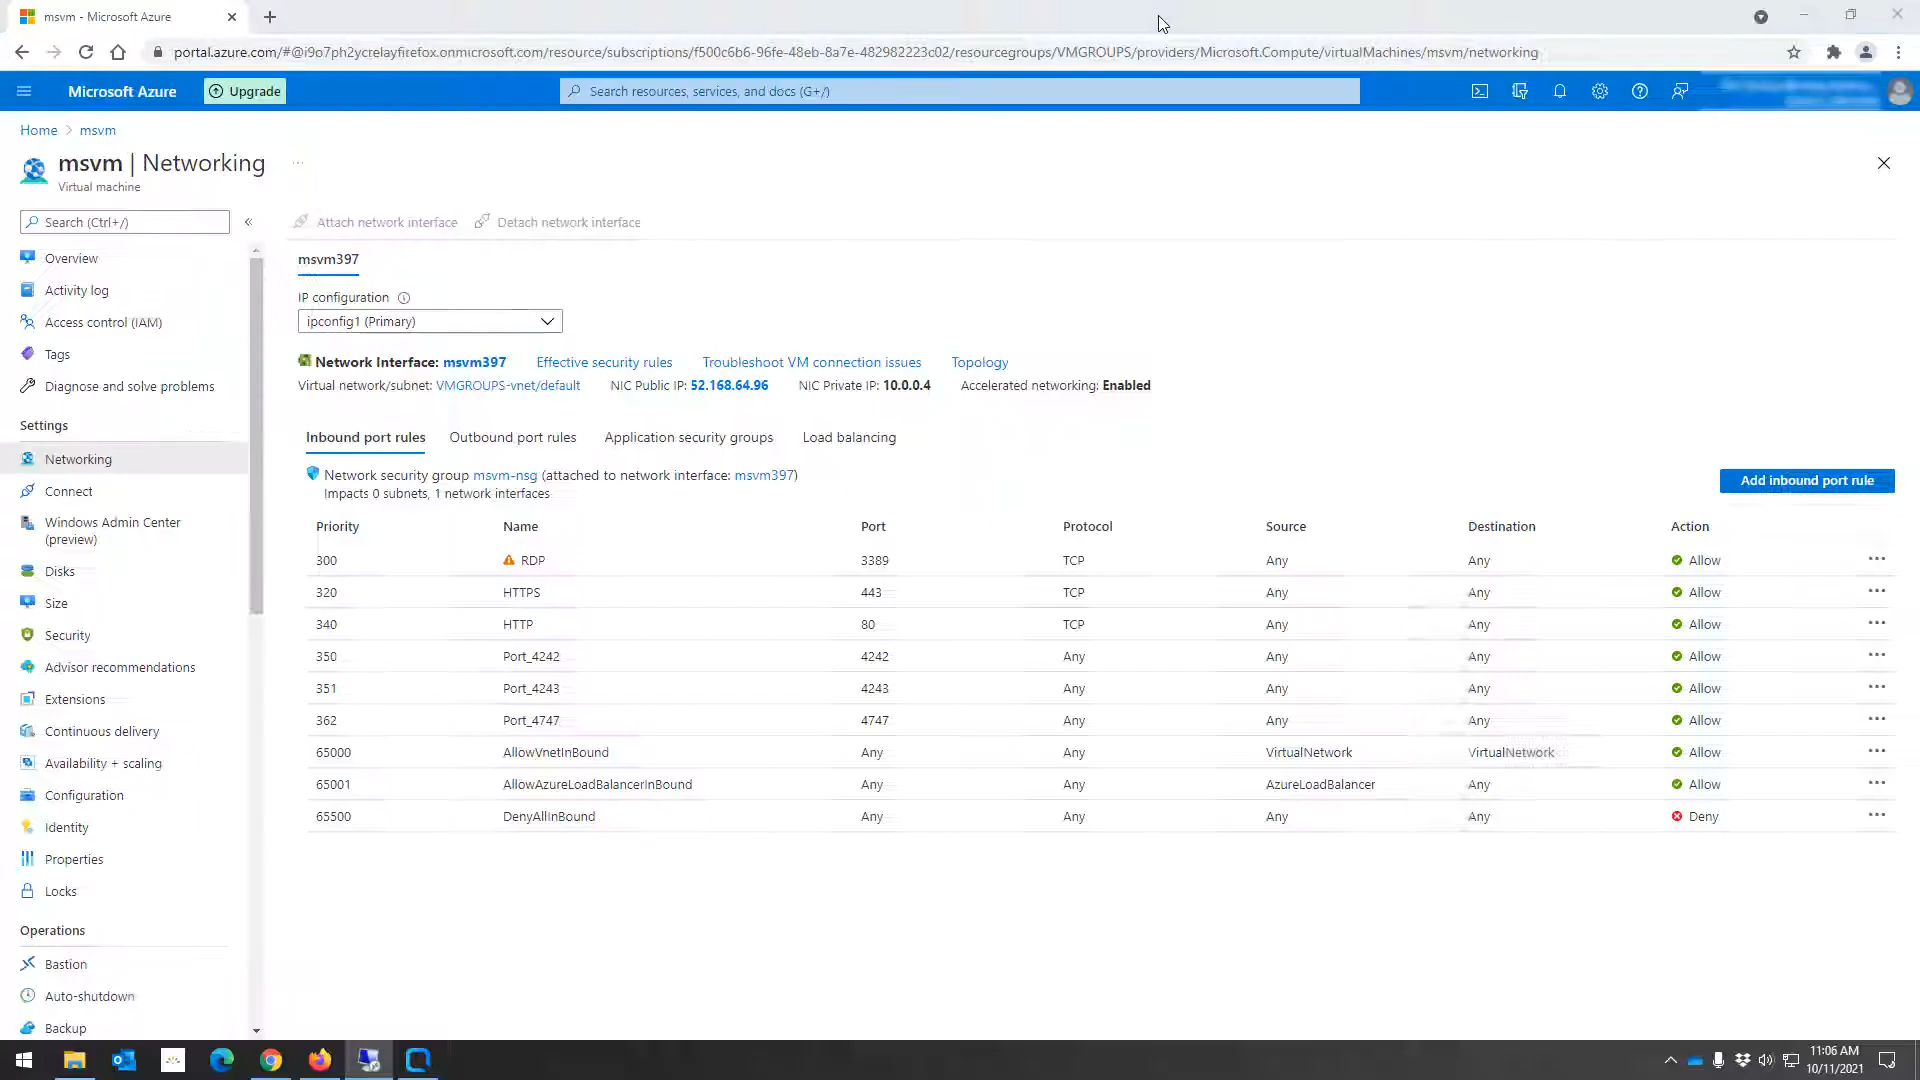 msvm - Microsoft Azure
portal.azure.com/#@i9o7ph2ycrelayfirefox.onmicrosoft.com/resource/subscriptions/f500c6b6-96fe-48eb-8a7e-482982223c02/resourcegroups/VMGROUPS/providers/Microsoft.Compute/virtualMachines/msvm/networking
Microsoft Azure
Upgrade
Search resources, services, and docs (G+/)
Home > msvm
msvm | Networking
...
Virtual machine
Search (Ctrl+/)
«
Overview
Activity log
Access control (IAM)
Tags
Diagnose and solve problems
Settings
Networking
Connect
Windows Admin Center
(preview)
Disks
Size
Security
Advisor recommendations
Extensions
Continuous delivery
Availability + scaling
Configuration
Identity
Properties
Locks
Operations
Bastion
Auto-shutdown
Backup
Attach network interface Detach network interface
msvm397
IP configuration
ipconfig1 (Primary)
Network Interface: msvm397 Effective security rules Troubleshoot VM connection issues Topology
Virtual network/subnet: VMGROUPS-vnet/default NIC Public IP: 52.168.64.96 NIC Private IP: 10.0.0.4 Accelerated networking: Enabled
Inbound port rules Outbound port rules Application security groups Load balancing
Network security group msvm-nsg (attached to network interface: msvm397)
Impacts 0 subnets, 1 network interfaces
Add inbound port rule
Priority Name Port Protocol Source Destination Action
300 RDP 3389 TCP Any Any Allow ...
320 HTTPS 443 TCP Any Any Allow ...
340 HTTP 80 TCP Any Any Allow ...
350 Port_4242 4242 Any Any Any Allow ...
351 Port_4243 4243 Any Any Any Allow ...
362 Port_4747 4747 Any Any Any Allow ...
65000 AllowVnetInBound Any Any VirtualNetwork VirtualNetwork Allow ...
65001 AllowAzureLoadBalancerInBound Any Any AzureLoadBalancer Any Allow ...
65500 DenyAllInBound Any Any Any Any Deny ...
11:06 AM
10/11/2021